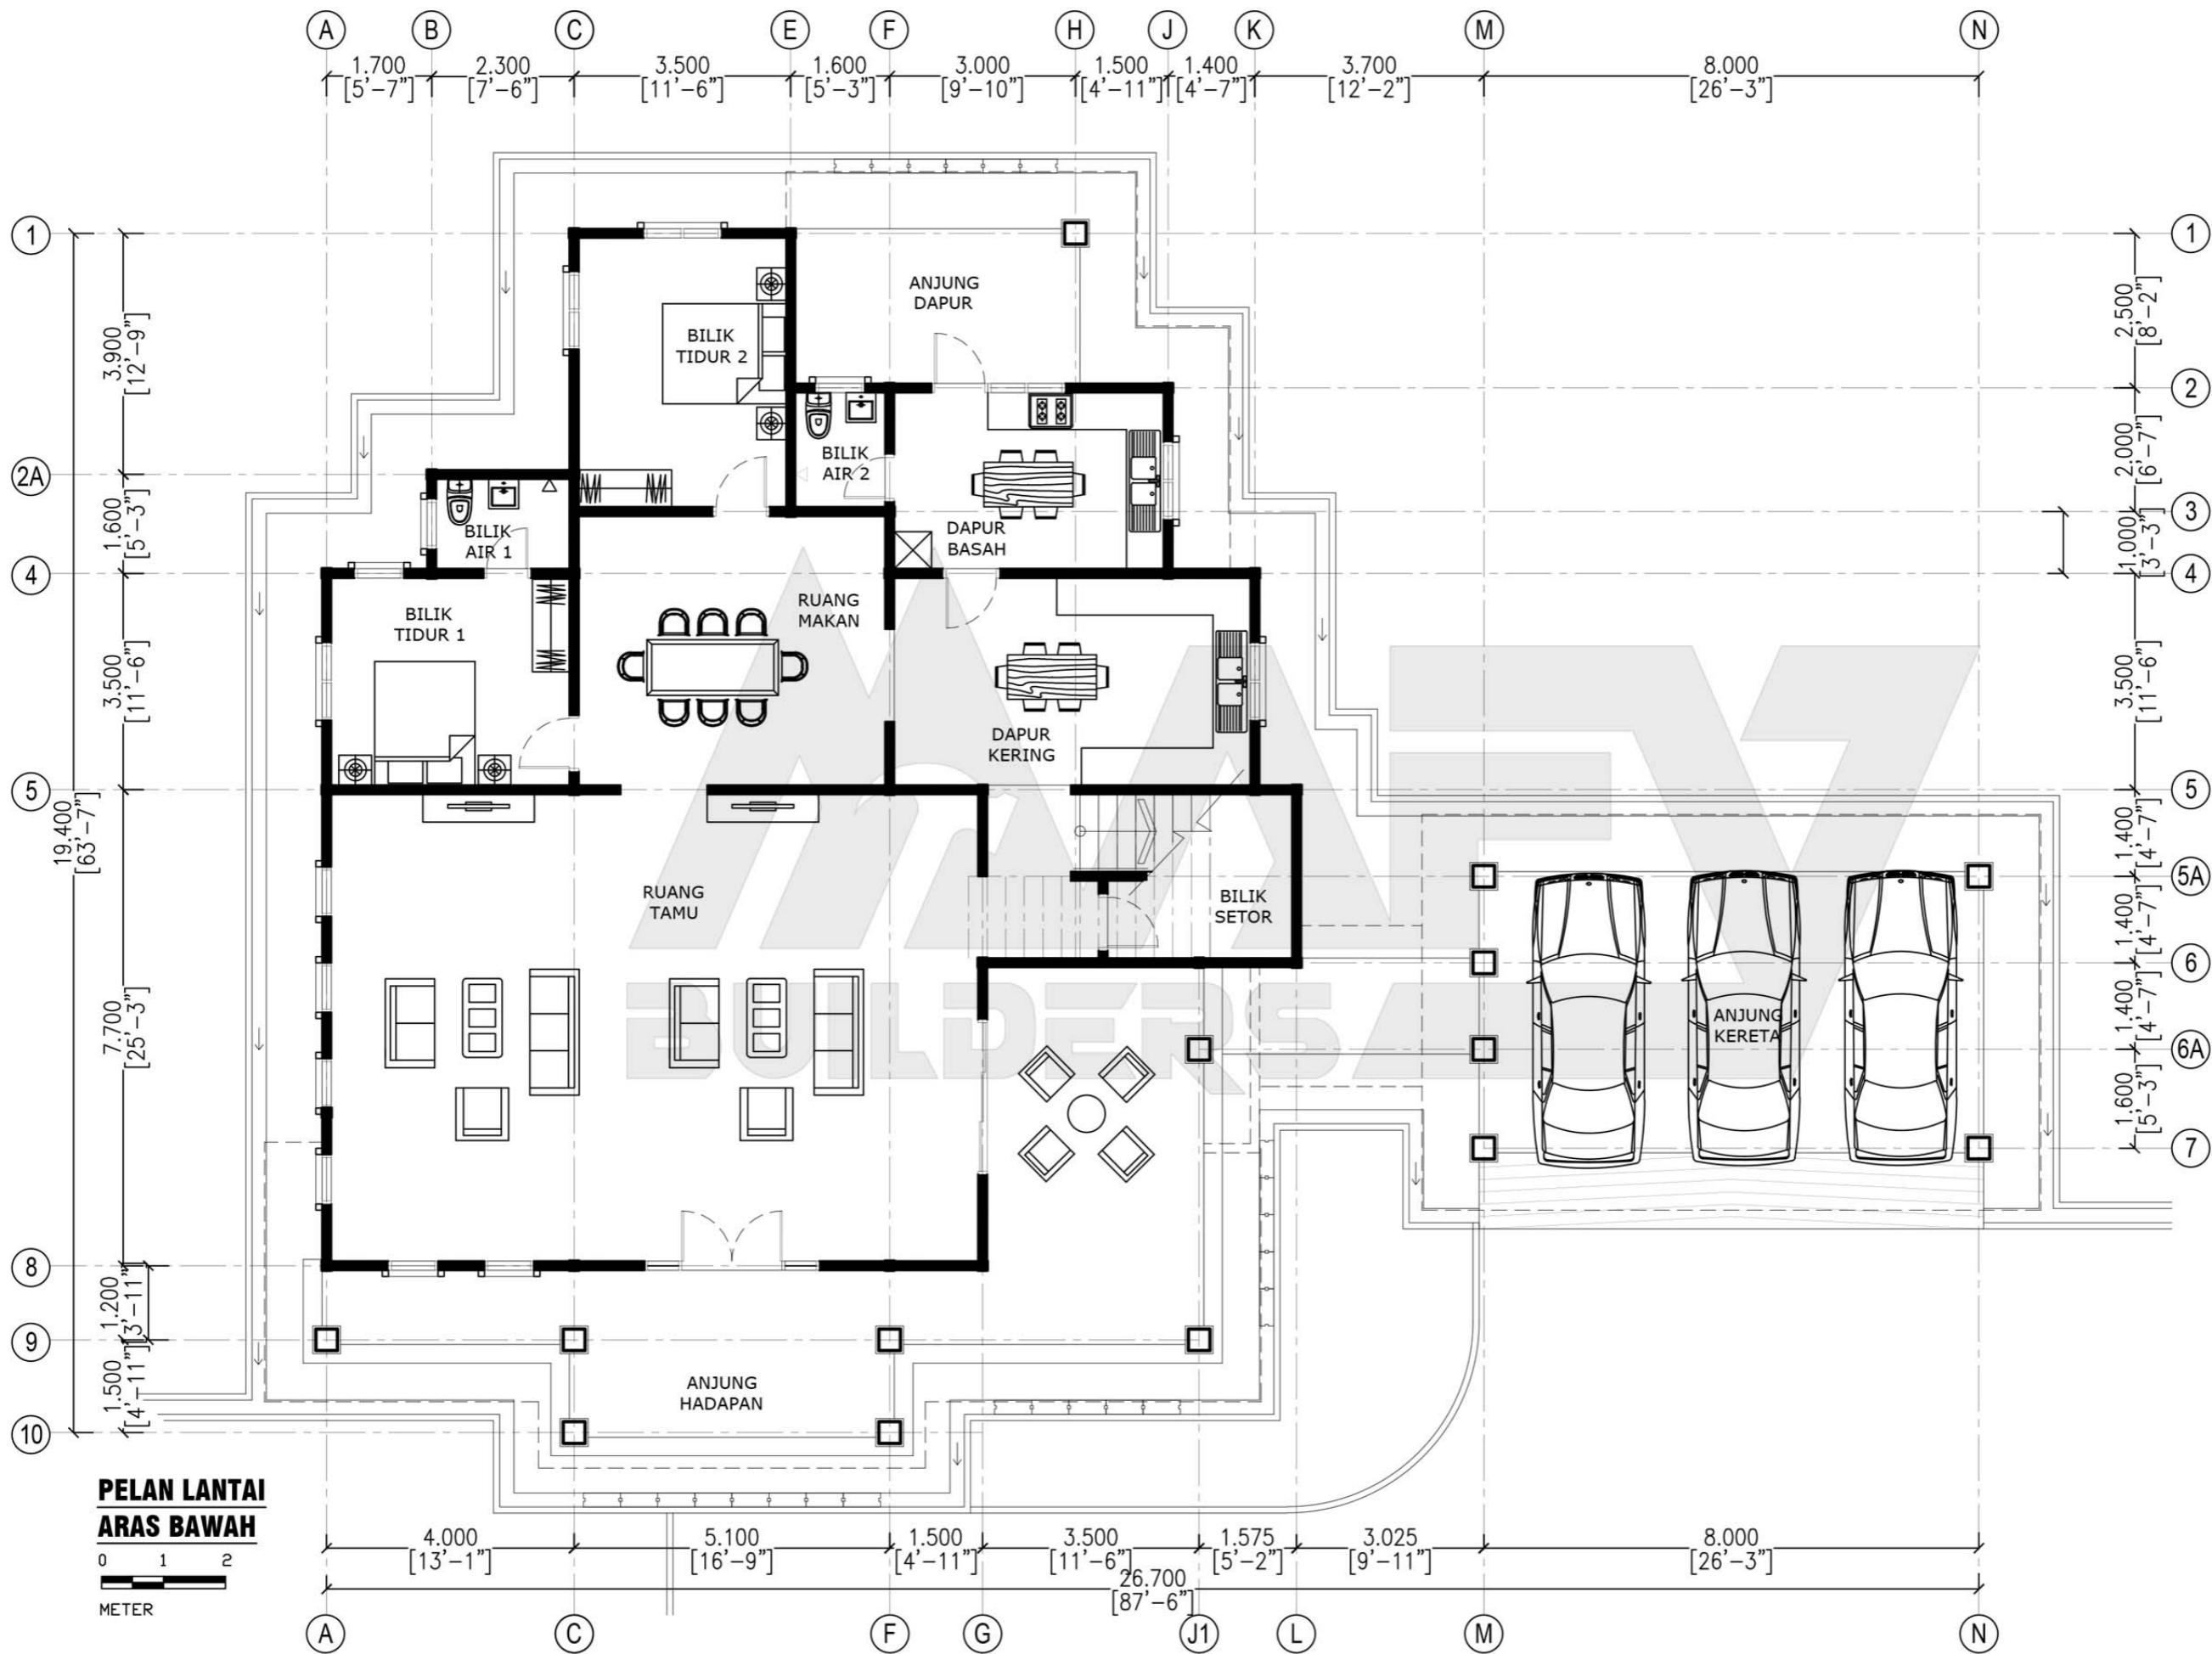 A B C E F H J K M N
1.700 2.300 3.500 1.600 3.000 1.500 1.400 3.700 8.000
[5'-7"] [7'-6"] [11'-6"] [5'-3"] [9'-10"] [4'-11"] [4'-7"] [12'-2"] [26'-3"]
1
2A
4
5
8
9
10
19.400
[63'-7"]
3.900
[12'-9"]
1.600
[5'-3"]
3.500
[11'-6"]
7.700
[25'-3"]
1.200
[3'-11"]
1.500
[4'-11"]
ANJUNG
DAPUR
BILIK
TIDUR 2
BILIK
AIR 2
BILIK
AIR 1
DAPUR
BASAH
BILIK
TIDUR 1
RUANG
MAKAN
DAPUR
KERING
RUANG
TAMU
BILIK
SETOR
ANJUNG
KERETA
ANJUNG
HADAPAN
BUILDERS
1
2
3
4
5
5A
6
6A
7
2.500
[8'-2"]
2.000
[6'-7"]
1.000
[3'-3"]
3.500
[11'-6"]
1.400
[4'-7"]
1.400
[4'-7"]
1.400
[4'-7"]
1.600
[5'-3"]
PELAN LANTAI
ARAS BAWAH
0 1 2
METER
4.000 5.100 1.500 3.500 1.575 3.025 8.000
[13'-1"] [16'-9"] [4'-11"] [11'-6"] [5'-2"] [9'-11"] [26'-3"]
26.700
[87'-6"]
A C F G J1 L M N